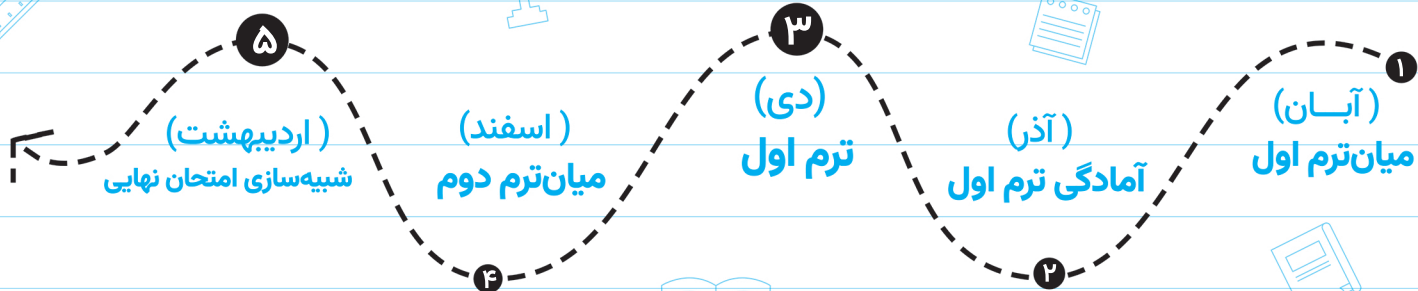 ۱
( آبـــان)
میان‌ترم اول
۲
( آذر )
آمادگی ترم اول
۳
(دی)
ترم اول
۴
( اسفند )
میان‌ترم دوم
۵
( اردیبهشت)
شبیه‌سازی امتحان نهایی